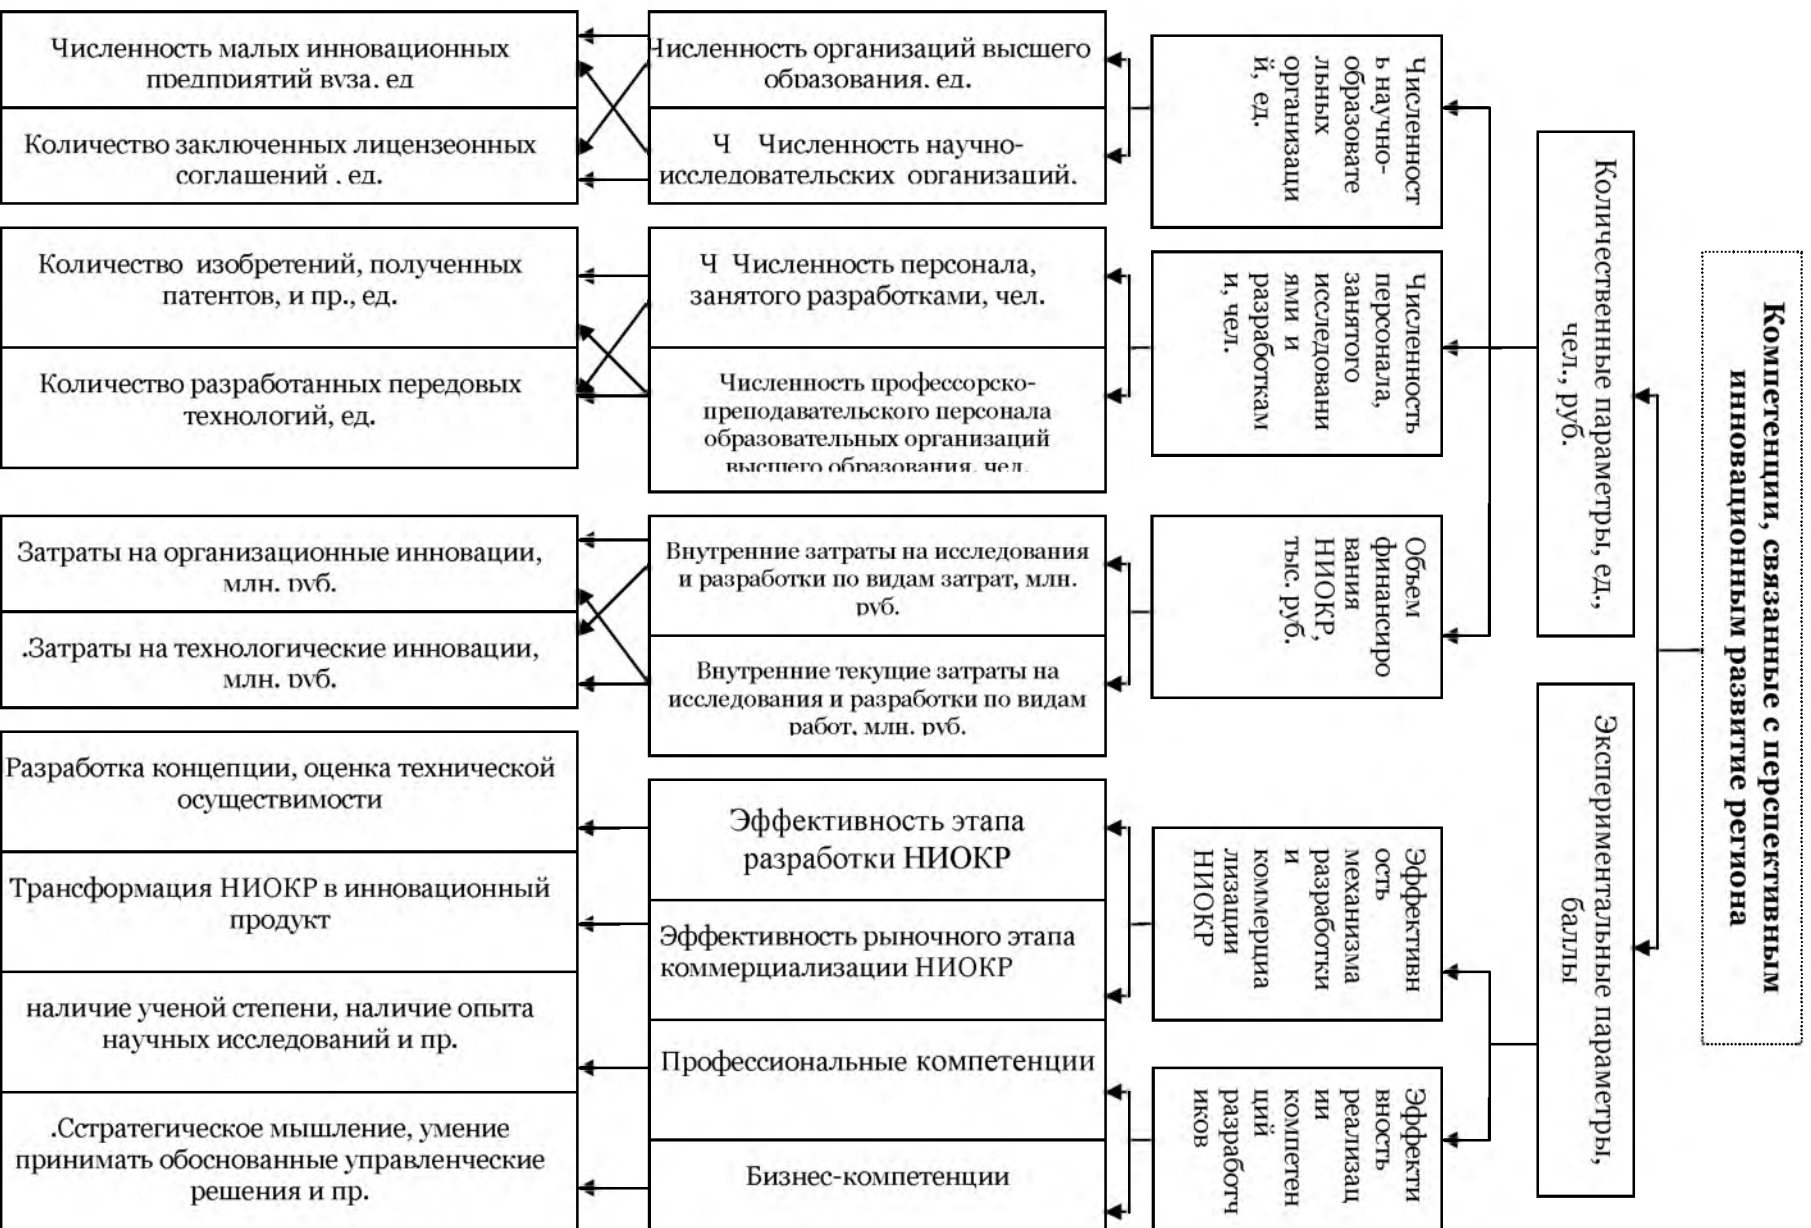 Численность малых инновационных
предприятий вуза, ед
Количество заключенных лицензеонных
соглашений , ед.
Количество изобретений, полученных
патентов, и пр., ед.
Количество разработанных передовых
технологий, ед.
Затраты на организационные инновации,
млн. руб.
.Затраты на технологические инновации,
млн. руб.
Разработка концепции, оценка технической
осуществимости
Трансформация НИОКР в инновационный
продукт
наличие ученой степени, наличие опыта
научных исследований и пр.
.Сстратегическое мышление, умение
принимать обоснованные управленческие
решения и пр.
Численность организаций высшего
образования, ед.
Ч Численность научно-
исследовательских организаций,
Ч Численность персонала,
занятого разработками, чел.
Численность профессорско-
преподавательского персонала
образовательных организаций
высшего образования, чел.
Внутренние затраты на исследования
и разработки по видам затрат, млн.
руб.
Внутренние текущие затраты на
исследования и разработки по видам
работ, млн. руб.
Эффективность этапа
разработки НИОКР
Эффективность рыночного этапа
коммерциализации НИОКР
Профессиональные компетенции
Бизнес-компетенции
Численност
ь научно-
образовате
льных
организаци
й, ед.
Численность
персонала,
занятого
исследовани
ями и
разработкам
и, чел.
Объем
финансиро
вания
НИОКР,
тыс. руб.
Эффективн
ость
механизма
разработки
и
коммерциа
лизации
НИОКР
Эффекти
вность
реализац
ии
компетен
ций
разработч
иков
Количественные параметры, ед.,
чел., руб.
Экспериментальные параметры,
баллы
Компетенции, связанные с перспективным
инновационным развитие региона